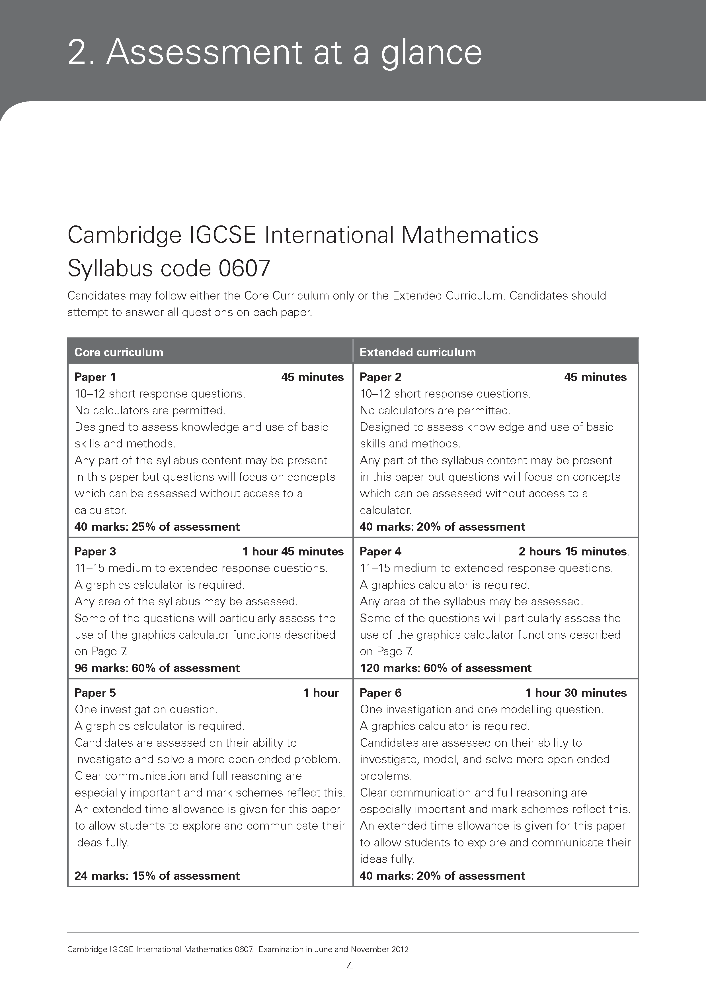 2. Assessment at a glance
Cambridge IGCSE International Mathematics
Syllabus code 0607
Candidates may follow either the Core Curriculum only or the Extended Curriculum. Candidates should
attempt to answer all questions on each paper.
Core curriculum
Paper 1 45 minutes
10–12 short response questions.
No calculators are permitted.
Designed to assess knowledge and use of basic
skills and methods.
Any part of the syllabus content may be present
in this paper but questions will focus on concepts
which can be assessed without access to a
calculator.
40 marks: 25% of assessment
Paper 3 1 hour 45 minutes
11–15 medium to extended response questions.
A graphics calculator is required.
Any area of the syllabus may be assessed.
Some of the questions will particularly assess the
use of the graphics calculator functions described
on Page 7.
96 marks: 60% of assessment
Paper 5 1 hour
One investigation question.
A graphics calculator is required.
Candidates are assessed on their ability to
investigate and solve a more open-ended problem.
Clear communication and full reasoning are
especially important and mark schemes reflect this.
An extended time allowance is given for this paper
to allow students to explore and communicate their
ideas fully.
24 marks: 15% of assessment
Extended curriculum
Paper 2 45 minutes
10–12 short response questions.
No calculators are permitted.
Designed to assess knowledge and use of basic
skills and methods.
Any part of the syllabus content may be present
in this paper but questions will focus on concepts
which can be assessed without access to a
calculator.
40 marks: 20% of assessment
Paper 4 2 hours 15 minutes.
11–15 medium to extended response questions.
A graphics calculator is required.
Any area of the syllabus may be assessed.
Some of the questions will particularly assess the
use of the graphics calculator functions described
on Page 7.
120 marks: 60% of assessment
Paper 6 1 hour 30 minutes
One investigation and one modelling question.
A graphics calculator is required.
Candidates are assessed on their ability to
investigate, model, and solve more open-ended
problems.
Clear communication and full reasoning are
especially important and mark schemes reflect this.
An extended time allowance is given for this paper
to allow students to explore and communicate their
ideas fully.
40 marks: 20% of assessment
Cambridge IGCSE International Mathematics 0607. Examination in June and November 2012.
4